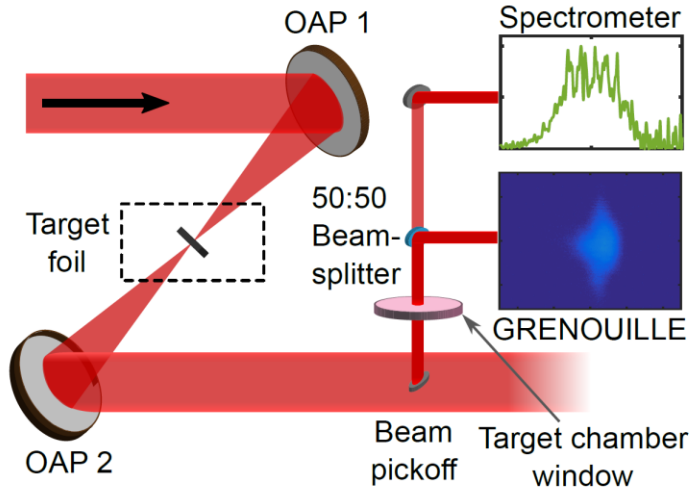 OAP 1
Spectrometer
50:50
Beam-
splitter
Target
foil
GRENOUILLE
OAP 2
Beam
pickoff
Target chamber
window